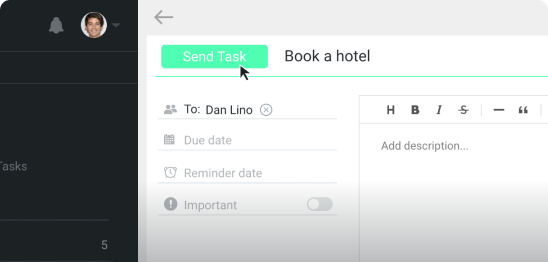 Send Task
Book a hotel
To: Dan Lino
H B I S — “
Due date
Add description...
Tasks
Reminder date
Important
5